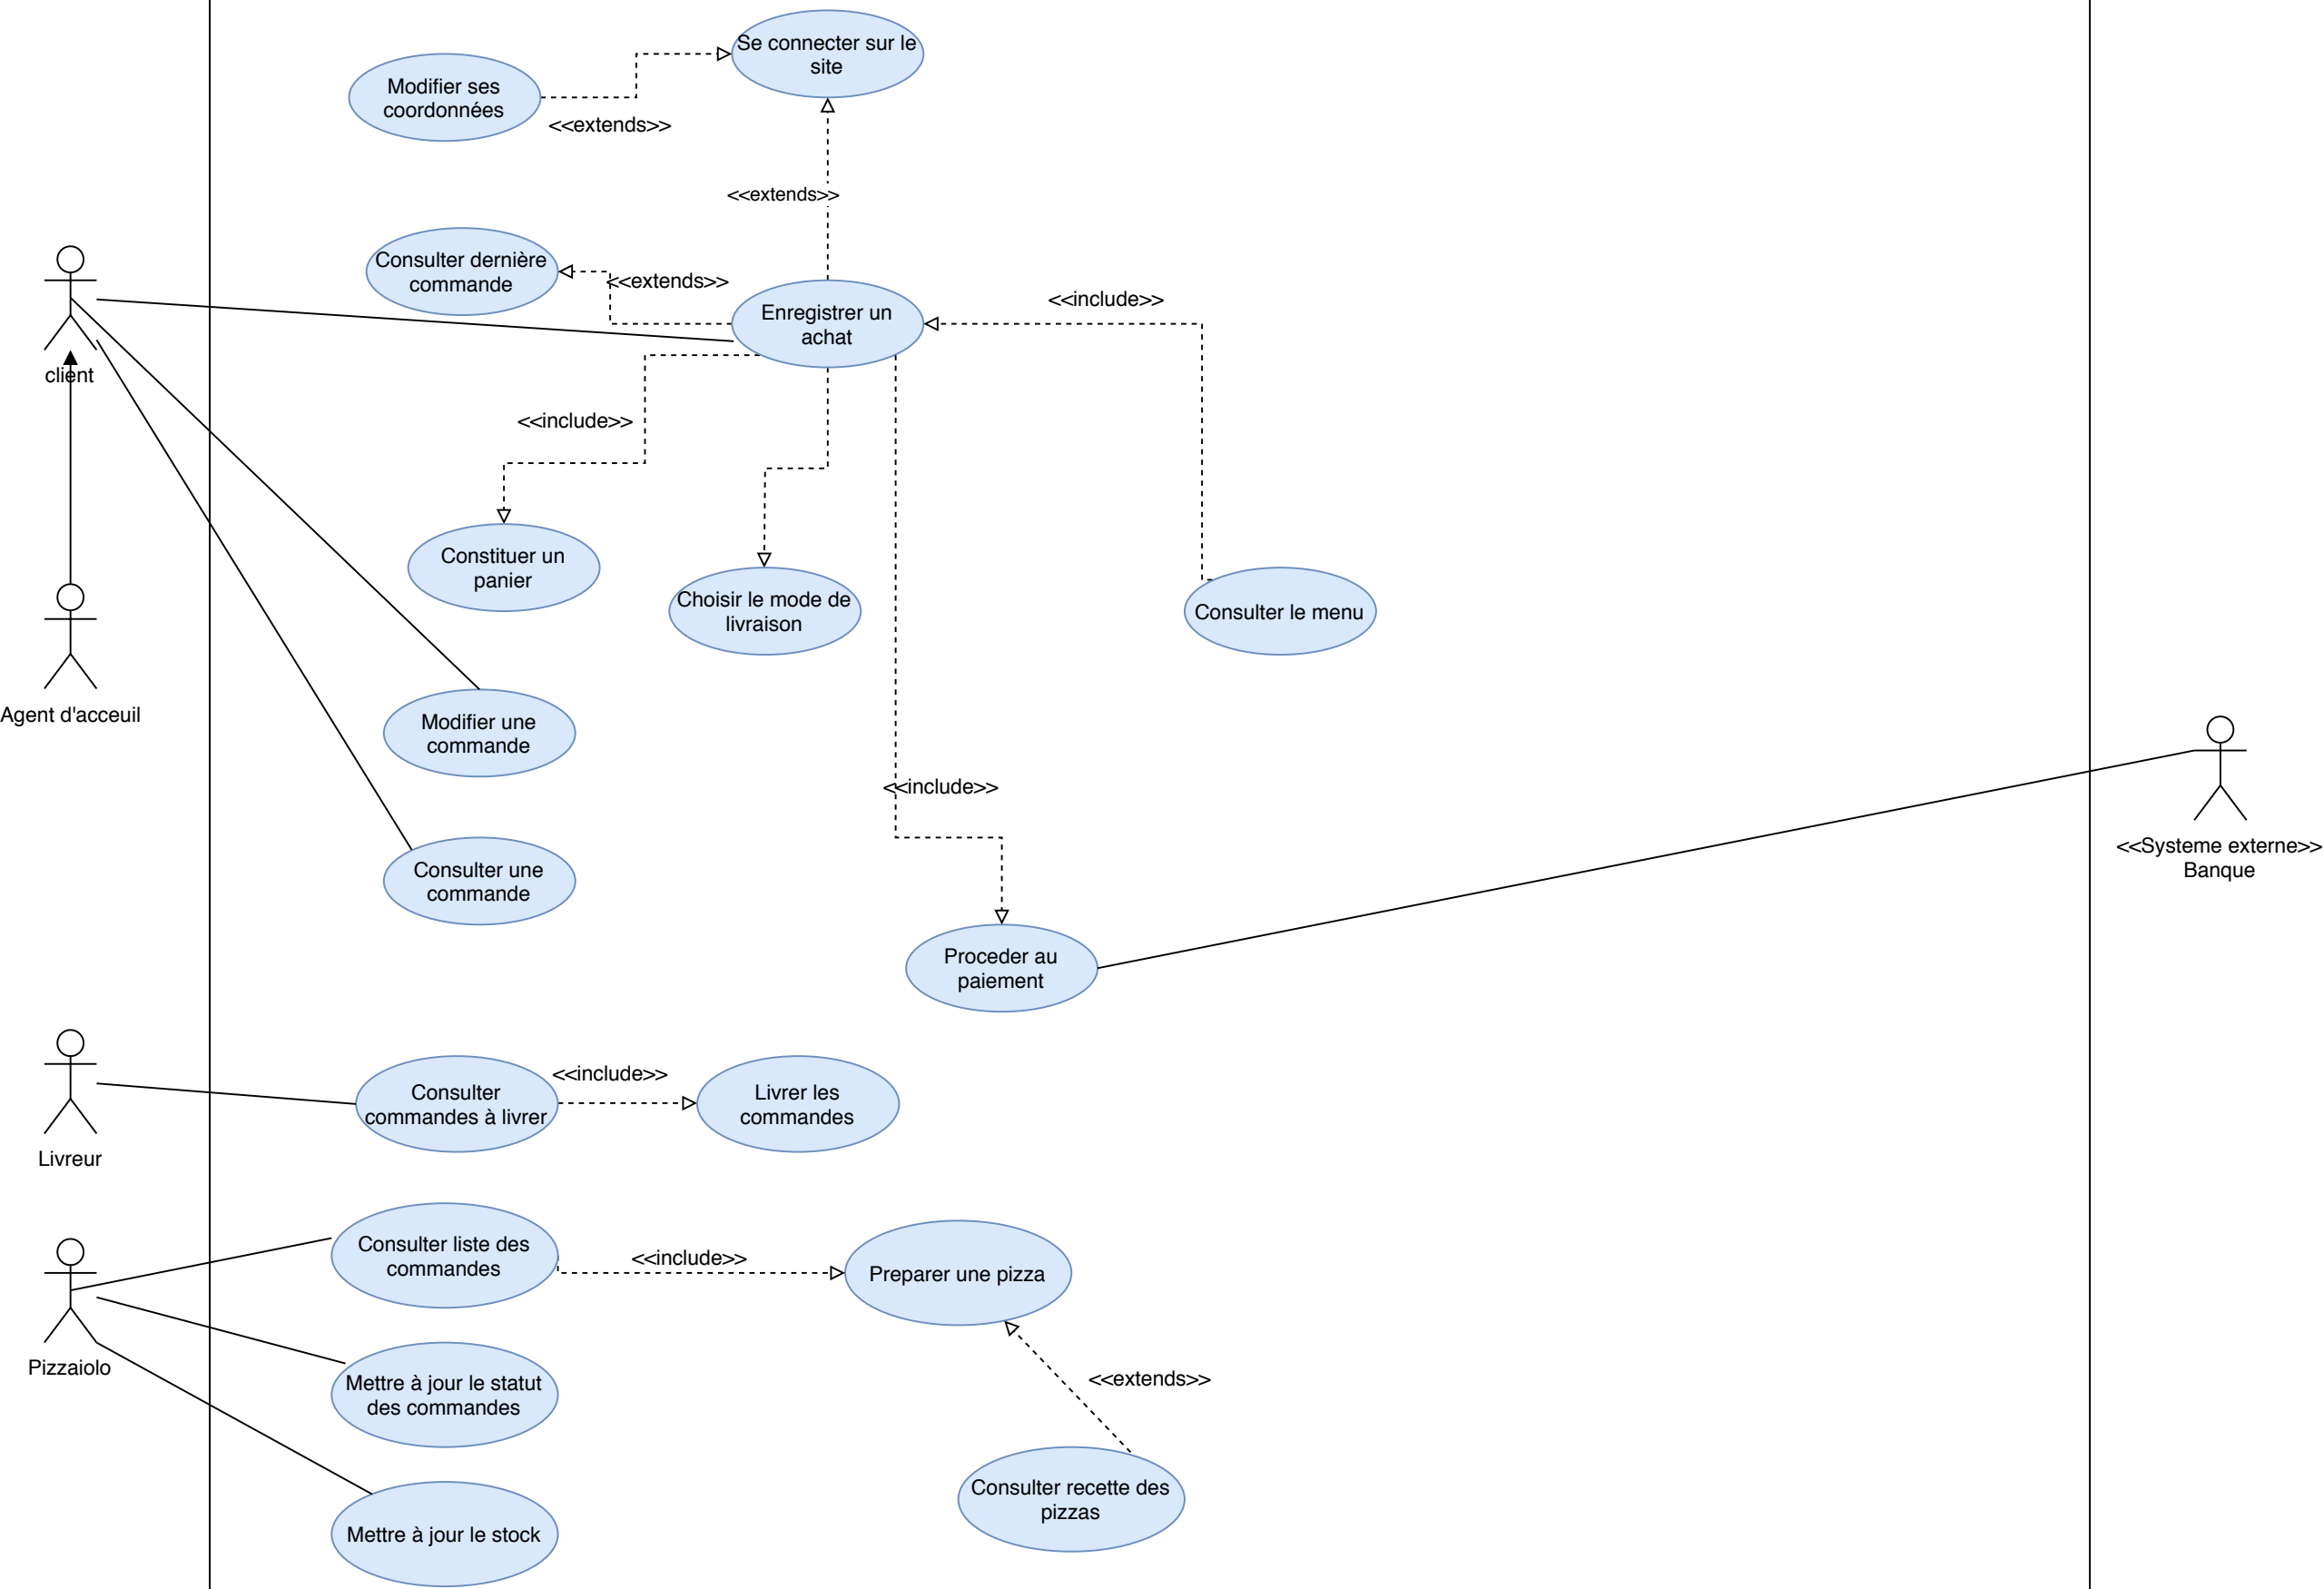 Se connecter sur le
site
Modifier ses
coordonnées
<<extends>>
<<extends>>
Consulter dernière
commande
<<extends>>
<<include>>
Enregistrer un
achat
client
<<include>>
Constituer un
panier
Choisir le mode de
livraison
Consulter le menu
Agent d'acceuil
Modifier une
commande
<<include>>
<<Systeme externe>>
Banque
Consulter une
commande
Proceder au
paiement
<<include>>
Consulter
commandes à livrer
Livrer les
commandes
Livreur
Consulter liste des
commandes
<<include>>
Preparer une pizza
Pizzaiolo
<<extends>>
Mettre à jour le statut
des commandes
Consulter recette des
pizzas
Mettre à jour le stock